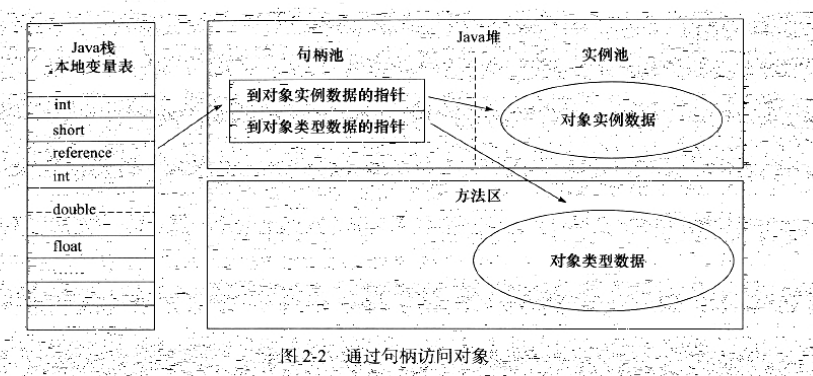 Java栈
本地变量表
int
short
reference
int
double
float
……
Java堆
句柄池
实例池
到对象实例数据的指针
到对象类型数据的指针
对象实例数据
方法区
对象类型数据
图 2-2 通过句柄访问对象